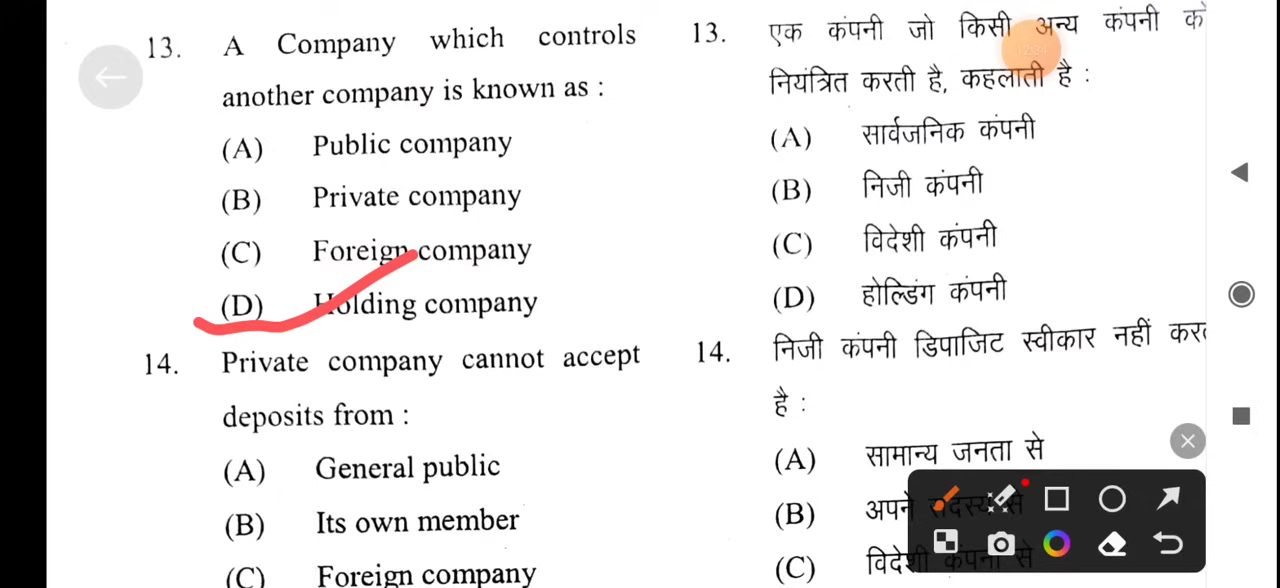 13. A Company which controls
another company is known as :
(A) Public company
(B) Private company
(C) Foreign company
(D) Holding company
14. Private company cannot accept
deposits from :
(A) General public
(B) Its own member
(C) Foreign company
13. एक कंपनी जो किसी अन्य कंपनी
नियंत्रित करती है, कहलाती है :
(A) सार्वजनिक कंपनी
(B) निजी कंपनी
(C) विदेशी कंपनी
(D) होल्डिंग कंपनी
14. निजी कंपनी डिपाजिट स्वीकार नहीं
है :
(A) सामान्य जनता से
(B) अपने सदस्य से
(C) विदेशी कंपनी से